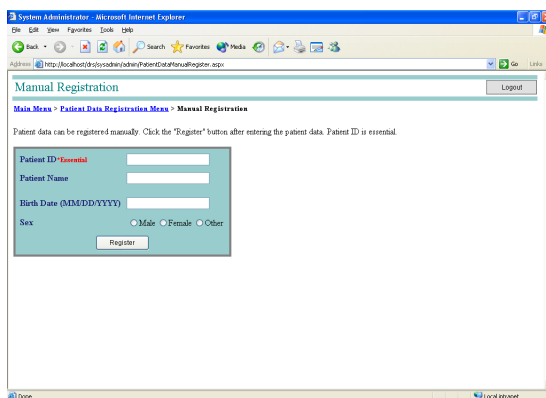 System Administrator - Microsoft Internet Explorer
File Edit View Favorites Tools Help
Back Search Favorites Media
Address http://localhost/drs/sysadmin/admin/PatientDataManualRegister.aspx Go Links
Manual Registration Logout
Main Menu > Patient Data Registration Menu > Manual Registration
Patient data can be registered manually. Click the "Register" button after entering the patient data. Patient ID is essential.
Patient ID *Essential
Patient Name
Birth Date (MM/DD/YYYY)
Sex Male Female Other
Register
Done Local intranet